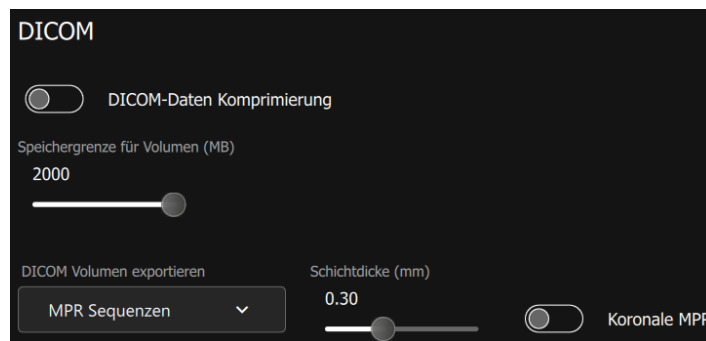 DICOM
DICOM-Daten Komprimierung
Speichergrenze für Volumen (MB)
2000
DICOM Volumen exportieren
Schichtdicke (mm)
MPR Sequenzen
0.30
Koronale MPR